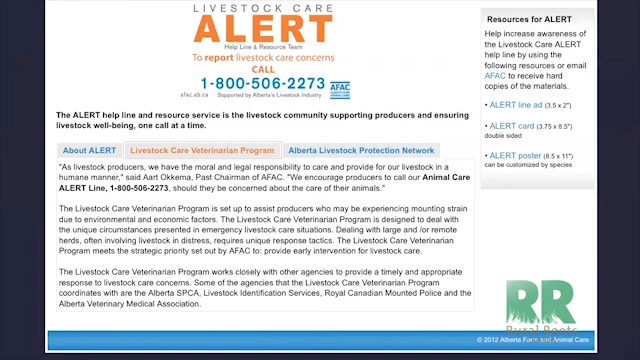 LIVESTOCK CARE
ALERT
Help Line & Resource Team
To report livestock care concerns
CALL
1-800-506-2273
afac.ab.ca Supported by Alberta's Livestock Industry
AFAC
The ALERT help line and resource service is the livestock community supporting producers and ensuring
livestock well-being, one call at a time.
About ALERT
Livestock Care Veterinarian Program
Alberta Livestock Protection Network
"As livestock producers, we have the moral and legal responsibility to care and provide for our livestock in a
humane manner," said Aart Okkema, Past Chairman of AFAC. "We encourage producers to call our Animal Care
ALERT Line, 1-800-506-2273, should they be concerned about the care of their animals."
The Livestock Care Veterinarian Program is set up to assist producers who may be experiencing mounting strain
due to environmental and economic factors. The Livestock Care Veterinarian Program is designed to deal with
the unique circumstances presented in emergency livestock care situations. Dealing with large and /or remote
herds, often involving livestock in distress, requires unique response tactics. The Livestock Care Veterinarian
Program meets the strategic priority set out by AFAC to: provide early intervention for livestock care.
The Livestock Care Veterinarian Program works closely with other agencies to provide a timely and appropriate
response to livestock care concerns. Some of the agencies that the Livestock Care Veterinarian Program
coordinates with are the Alberta SPCA, Livestock Identification Services, Royal Canadian Mounted Police and the
Alberta Veterinary Medical Association.
Resources for ALERT
Help increase awareness of
the Livestock Care ALERT
help line by using the
following resources or email
AFAC to receive hard
copies of the materials.
• ALERT line ad (3.5 x 2")
• ALERT card (3.75 x 8.5")
double sided
• ALERT poster (8.5 x 11")
can be customized by species
RR
Rural Roots
© 2012 Alberta Farm and Animal Care